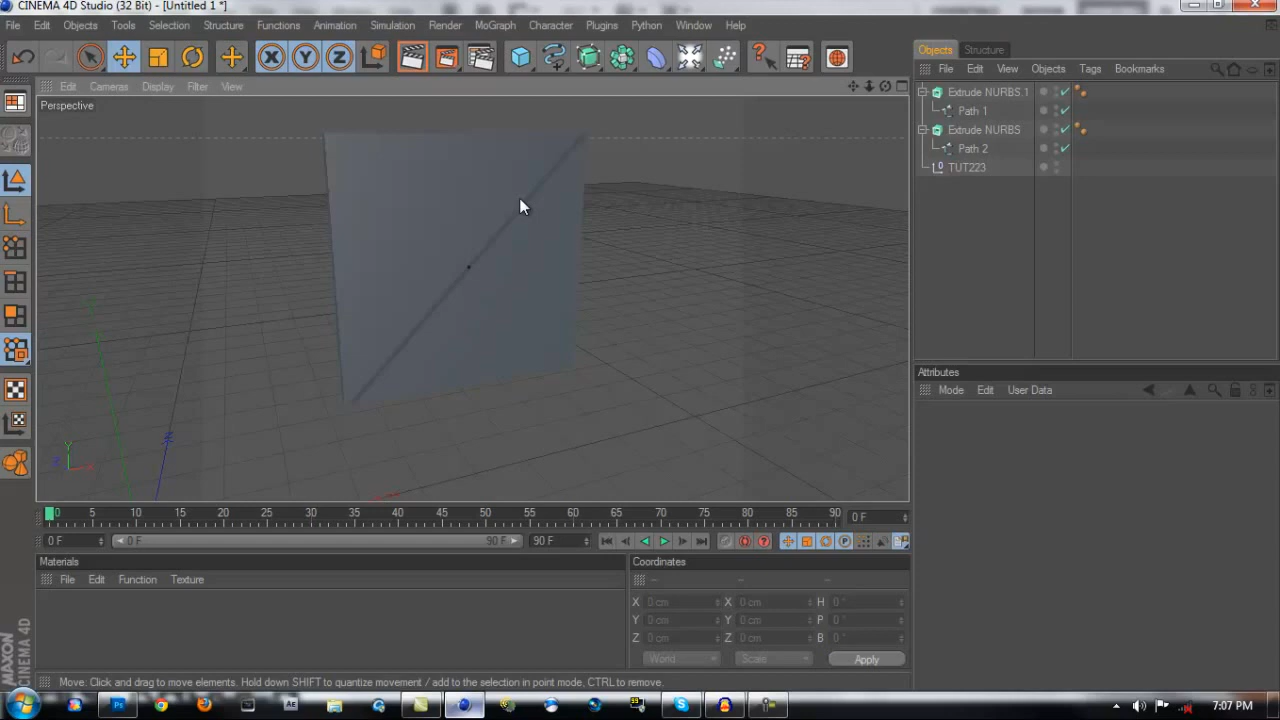 CINEMA 4D Studio (32 Bit) - [Untitled 1 *]
File Edit Objects Tools Selection Structure Functions Animation Simulation Render MoGraph Character Plugins Python Window Help
X Y Z
Objects Structure
File Edit View Objects Tags Bookmarks
Edit Cameras Display Filter View
Perspective
Extrude NURBS.1
Path 1
Extrude NURBS
Path 2
TUT223
Attributes
Mode Edit User Data
Y
Z X
0 5 10 15 20 25 30 35 40 45 50 55 60 65 70 75 80 85 90
0 F
0 F 0 F 90 F 90 F
Materials
File Edit Function Texture
Coordinates
X 0 cm X 0 cm H 0 °
Y 0 cm Y 0 cm P 0 °
Z 0 cm Z 0 cm B 0 °
World Scale Apply
MAXON
CINEMA 4D
Move: Click and drag to move elements. Hold down SHIFT to quantize movement / add to the selection in point mode, CTRL to remove.
Ps Ae
7:07 PM